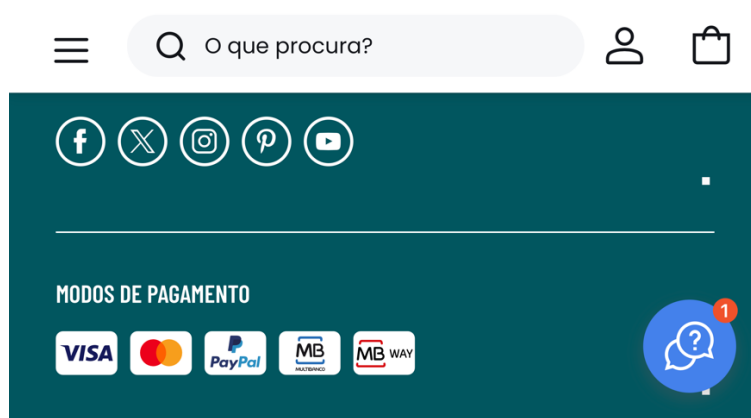 O que procura?
MODOS DE PAGAMENTO
VISA
PayPal
MB
MULTIBANCO
MB WAY
1